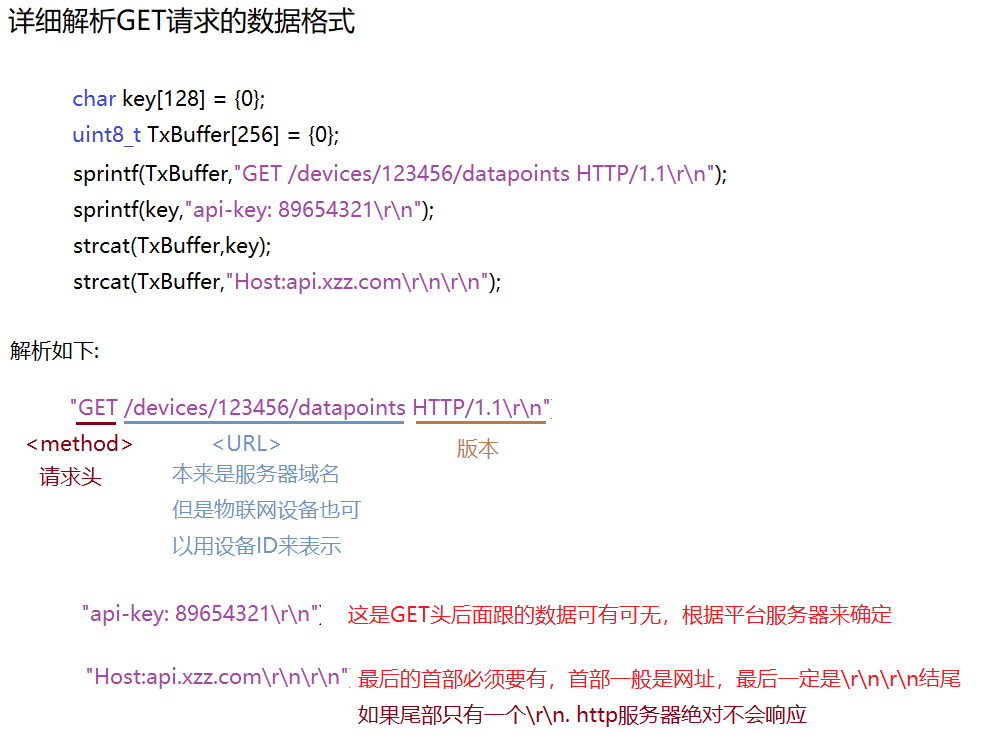 详细解析GET请求的数据格式
char key[128] = {0};
uint8_t TxBuffer[256] = {0};
sprintf(TxBuffer,"GET /devices/123456/datapoints HTTP/1.1\r\n");
sprintf(key,"api-key: 89654321\r\n");
strcat(TxBuffer,key);
strcat(TxBuffer,"Host:api.xzz.com\r\n\r\n");
解析如下:
"GET /devices/123456/datapoints HTTP/1.1\r\n"
<method> <URL> 版本
请求头
本来是服务器域名
但是物联网设备也可
以用设备ID来表示
"api-key: 89654321\r\n") 这是GET头后面跟的数据可有可无，根据平台服务器来确定
"Host:api.xzz.com\r\n\r\n" 最后的首部必须要有，首部一般是网址，最后一定是\r\n\r\n结尾
如果尾部只有一个\r\n. http服务器绝对不会响应